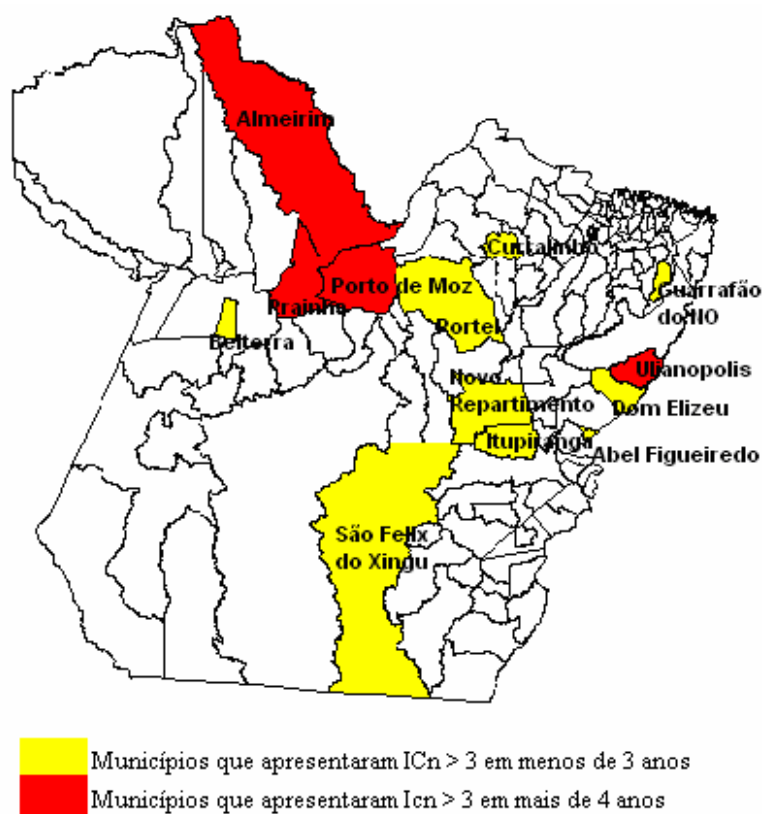 Almeirim
Curralinho
Porto de Moz
Guarrafão
do NO
Prainha
Portel
Belterra
Ulianopolis
Novo
Repartimento
Dom Elizeu
Itupiranga
Abel Figueiredo
São Felix
do Xingu
Municípios que apresentaram ICn > 3 em menos de 3 anos
Municípios que apresentaram Icn > 3 em mais de 4 anos